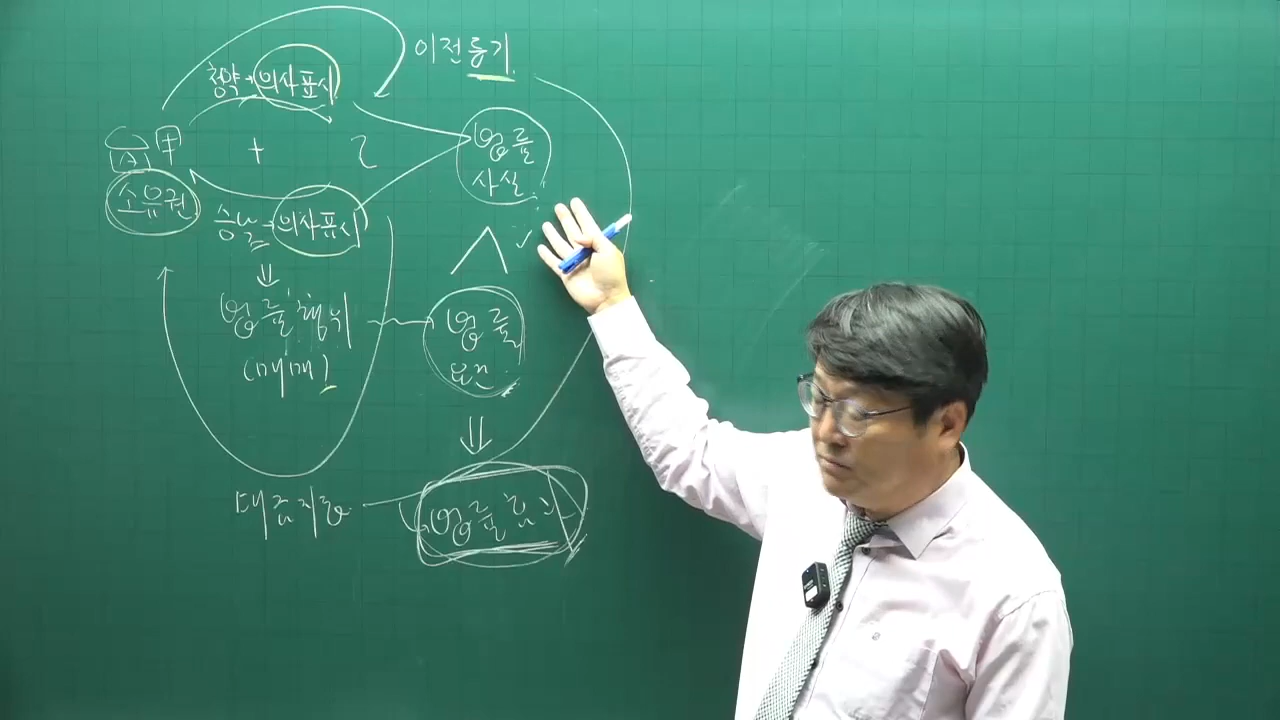 이전등기
청약 → 의사표시
甲 + 乙
소유권
승낙 → 의사표시
법률행위
(매매)
대금지급
법률
사실
법률
요건
법률효과